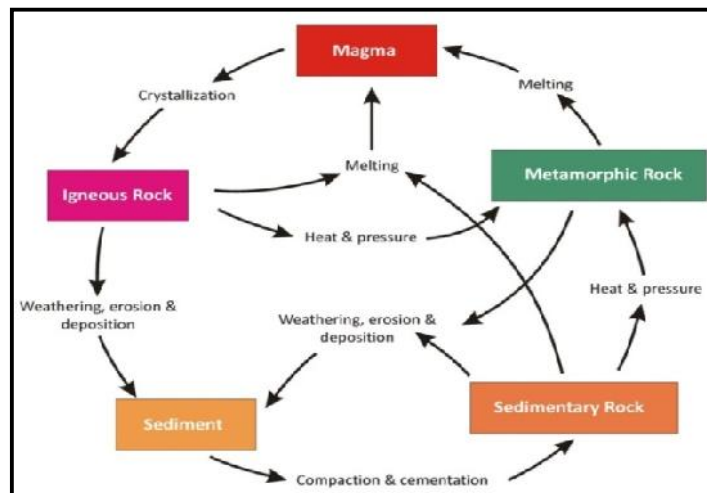 Magma
Crystallization
Melting
Melting
Igneous Rock
Metamorphic Rock
Heat & pressure
Heat & pressure
Weathering, erosion &
deposition
Weathering, erosion &
deposition
Sediment
Sedimentary Rock
Compaction & cementation